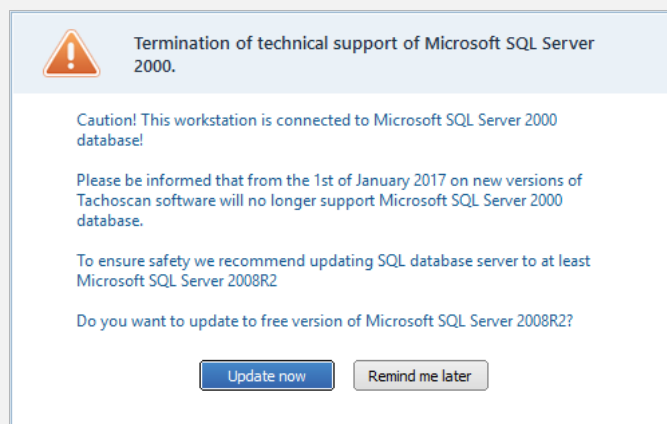 Termination of technical support of Microsoft SQL Server
2000.
Caution! This workstation is connected to Microsoft SQL Server 2000
database!
Please be informed that from the 1st of January 2017 on new versions of
Tachoscan software will no longer support Microsoft SQL Server 2000
database.
To ensure safety we recommend updating SQL database server to at least
Microsoft SQL Server 2008R2
Do you want to update to free version of Microsoft SQL Server 2008R2?
Update now
Remind me later